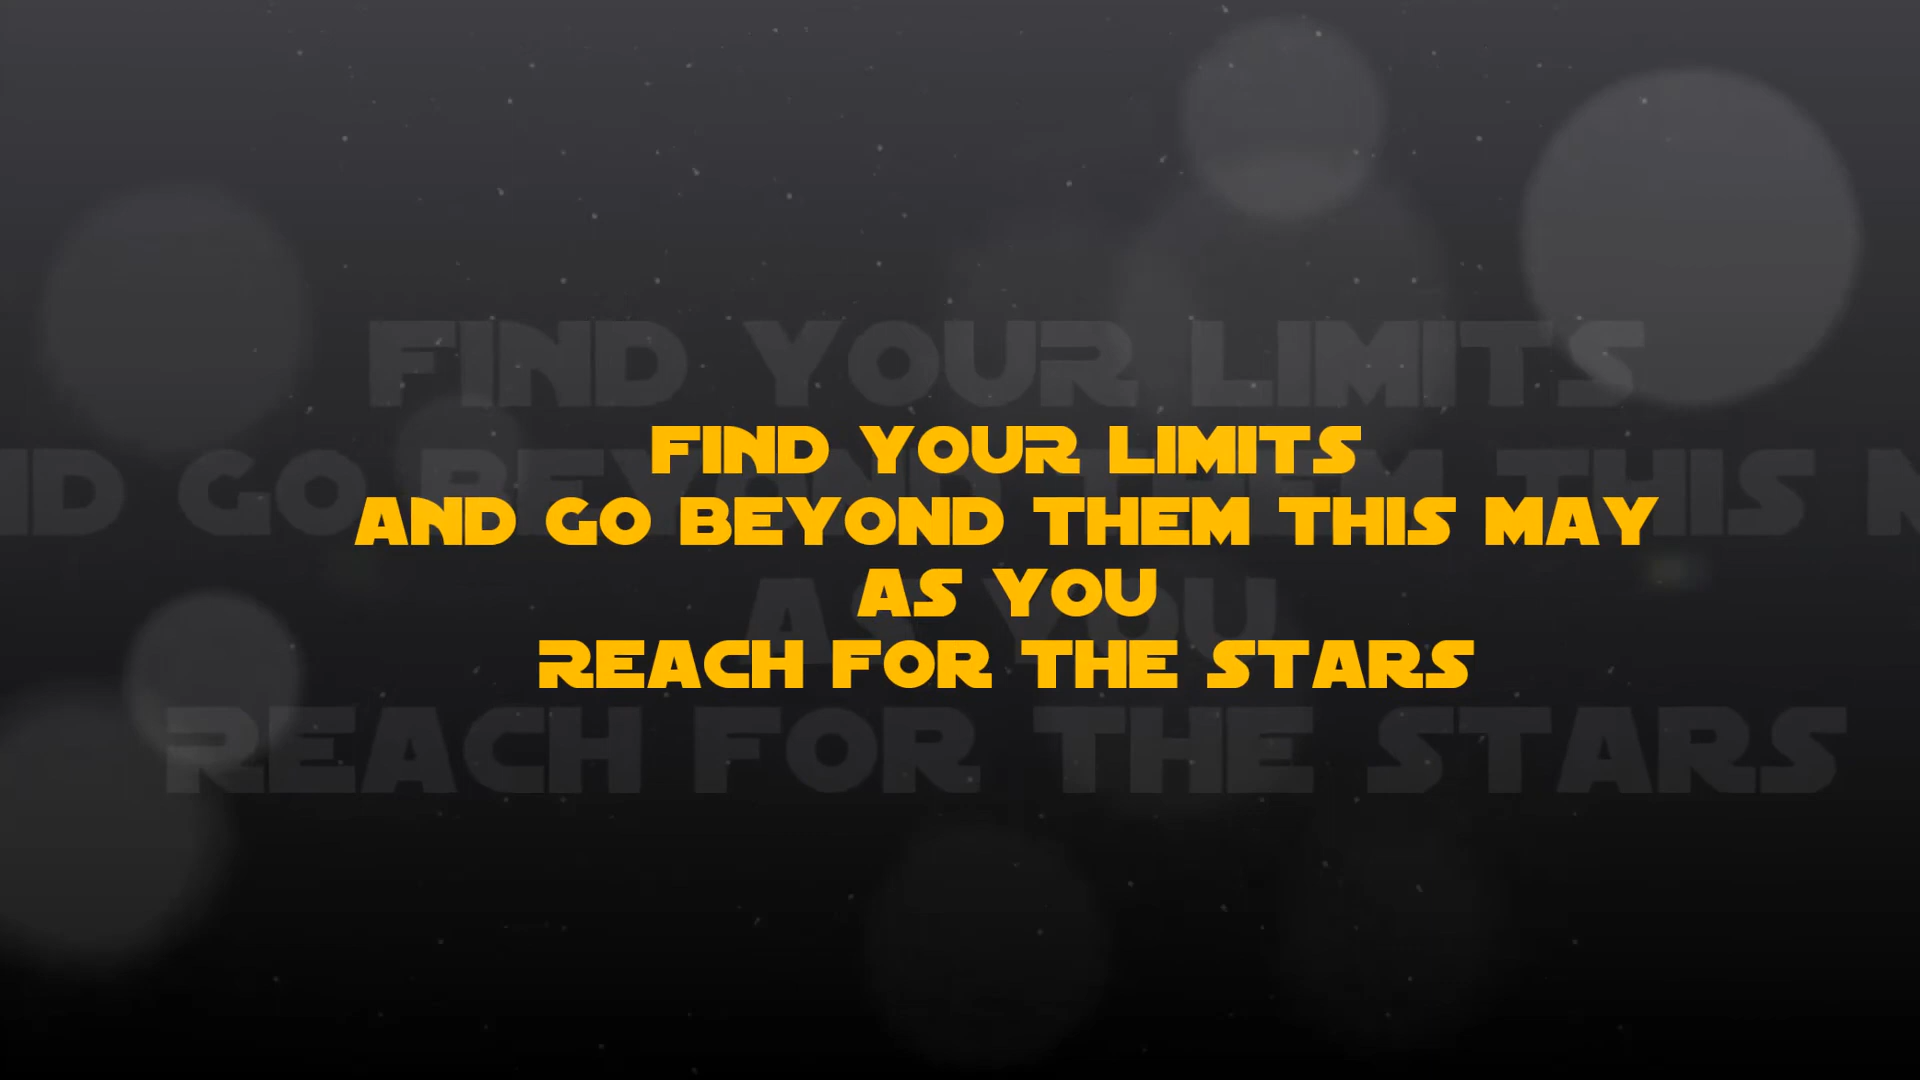 FIND YOUR LIMITS
AND GO BEYOND THEM THIS MAY
AS YOU
REACH FOR THE STARS